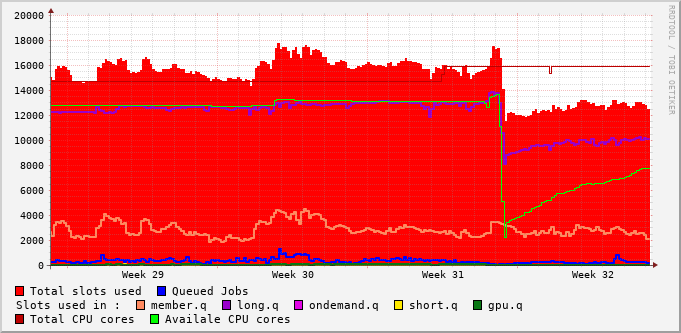 20000
18000
16000
14000
12000
10000
8000
6000
4000
2000
0
Week 29 Week 30 Week 31 Week 32
Total slots used Queued Jobs
Slots used in : member.q long.q ondemand.q short.q gpu.q
Total CPU cores Availale CPU cores
RRDTOOL / TOBI OETIKER